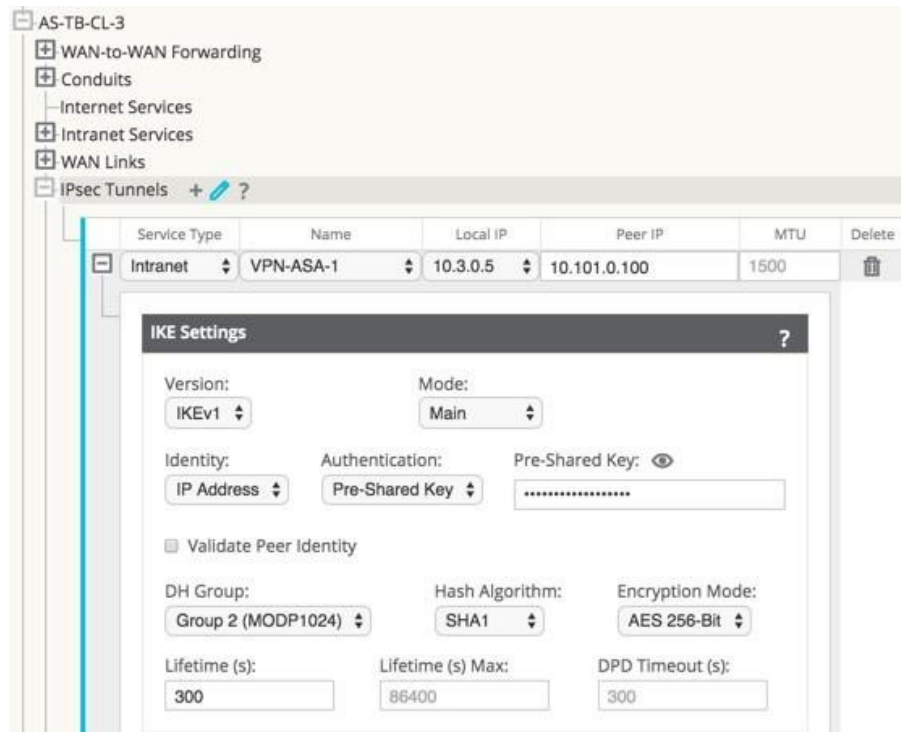 AS-TB-CL-3
WAN-to-WAN Forwarding
Conduits
Internet Services
Intranet Services
WAN Links
IPsec Tunnels + ?
Service Type Name Local IP Peer IP MTU Delete
Intranet VPN-ASA-1 10.3.0.5 10.101.0.100 1500
IKE Settings ?
Version: Mode:
IKEv1 Main
Identity: Authentication: Pre-Shared Key:
IP Address Pre-Shared Key ••••••••••••••••••
Validate Peer Identity
DH Group: Hash Algorithm: Encryption Mode:
Group 2 (MODP1024) SHA1 AES 256-Bit
Lifetime (s): Lifetime (s) Max: DPD Timeout (s):
300 86400 300